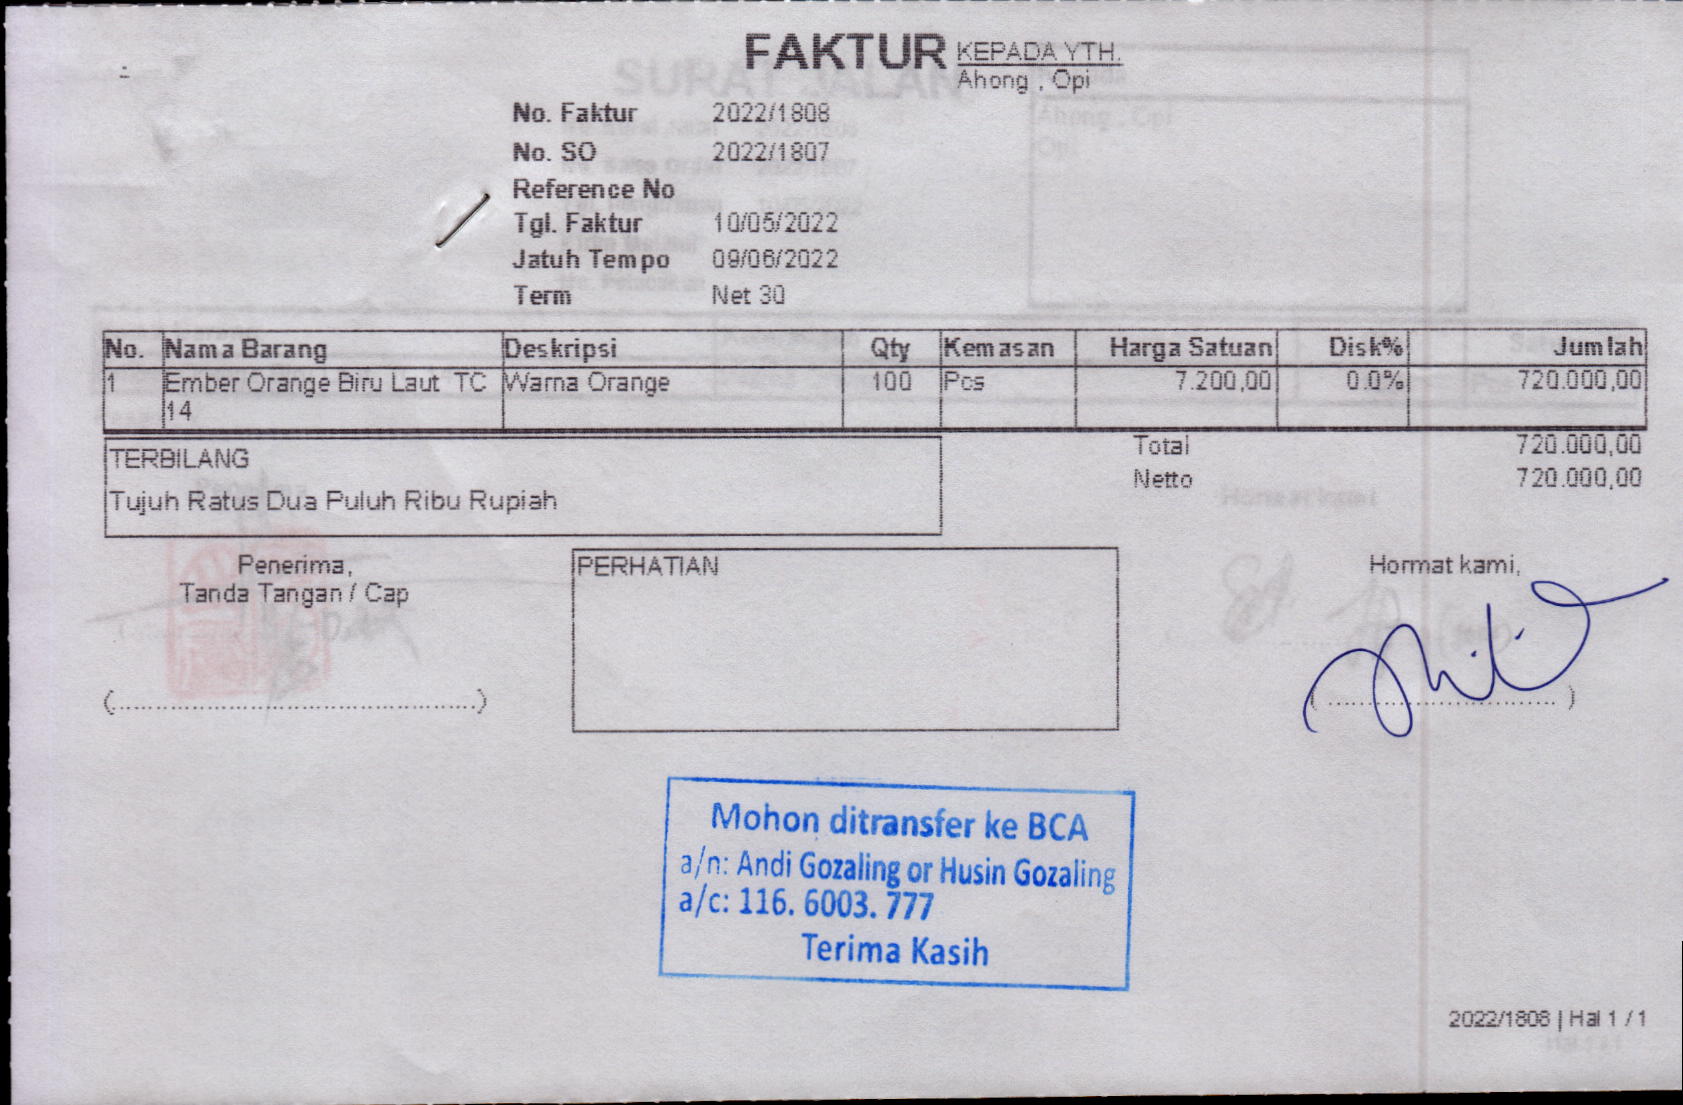 FAKTUR
KEPADA YTH.
Ahong , Opi
No. Faktur 2022/1808
No. SO 2022/1807
Reference No
Tgl. Faktur 10/05/2022
Jatuh Tempo 09/06/2022
Term Net 30
No. Nama Barang Deskripsi Qty Kemasan Harga Satuan Disk% Jumlah
1 Ember Orange Biru Laut TC 14 Warna Orange 100 Pcs 7.200,00 0.0% 720.000,00
Total 720.000,00
Netto 720.000,00
TERBILANG
Tujuh Ratus Dua Puluh Ribu Rupiah
Penerima,
Tanda Tangan / Cap
(..............................................)
PERHATIAN
Hormat kami,
( .............................. )
Mohon ditransfer ke BCA
a/n: Andi Gozaling or Husin Gozaling
a/c: 116. 6003. 777
Terima Kasih
2022/1808 | Hal 1 / 1